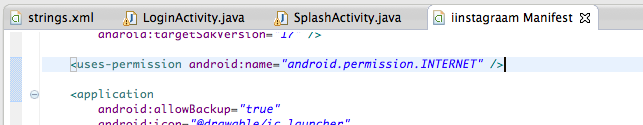 strings.xml LoginActivity.java SplashActivity.java iinstagraam Manifest
android:targetSdkVersion="17" />
<uses-permission android:name="android.permission.INTERNET" />
<application
android:allowBackup="true"
android:icon="@drawable/ic_launcher"